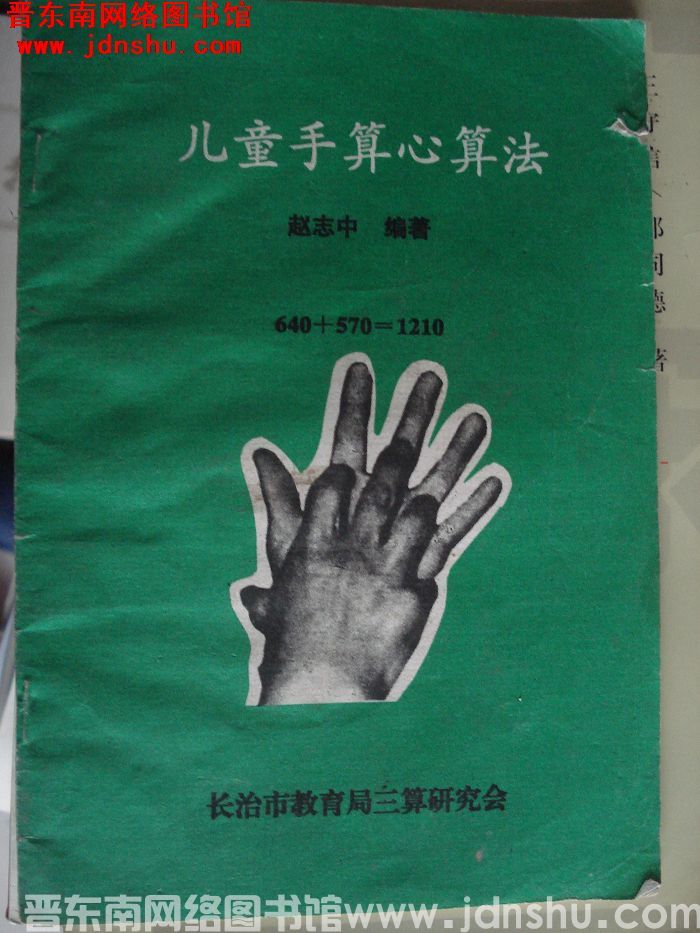 晋东南网络图书馆
www.jdnshu.com
儿童手算心算法
赵志中 编著
640＋570＝1210
长治市教育局三算研究会
晋东南网络图书馆www.jdnshu.com